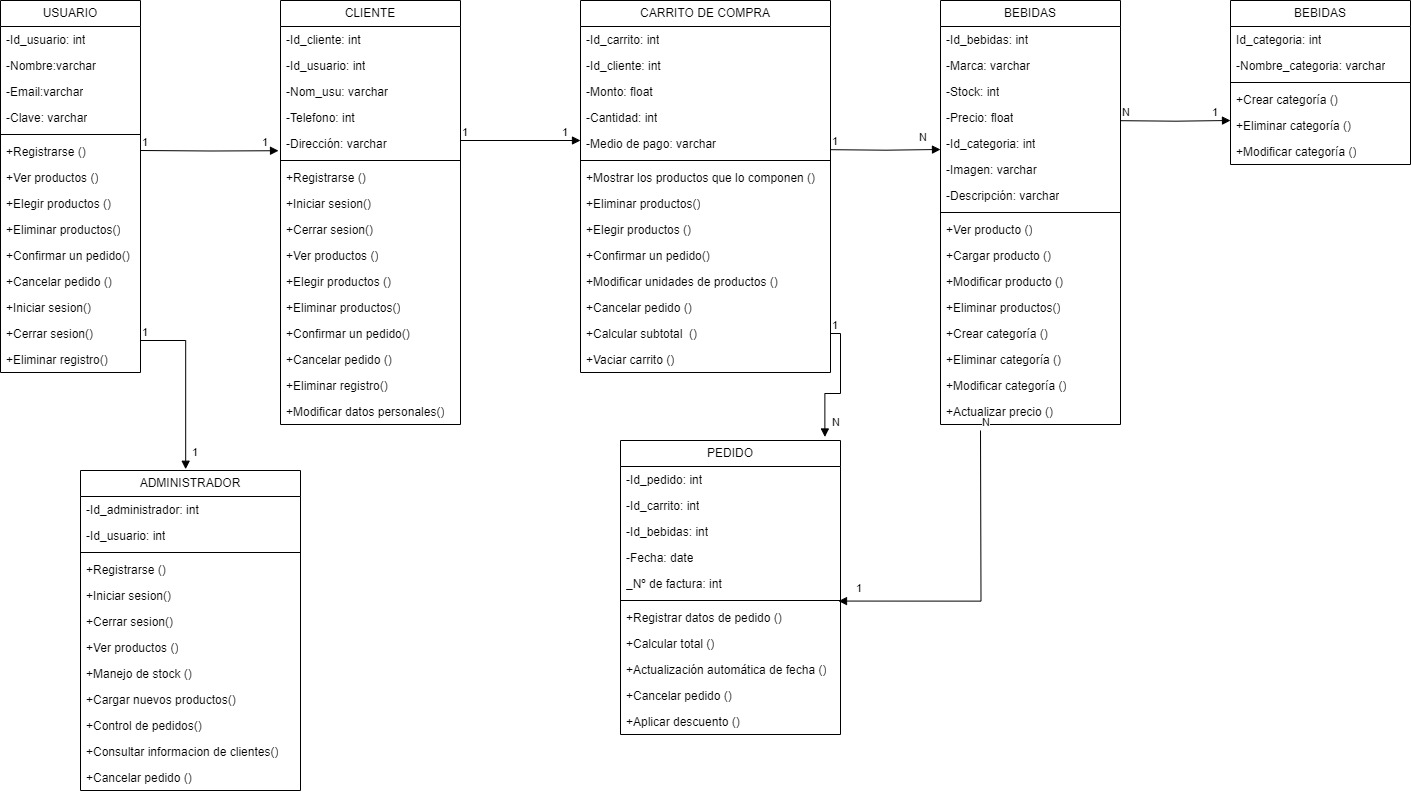 USUARIO
-Id_usuario: int
-Nombre:varchar
-Email:varchar
-Clave: varchar
+Registrarse ()
+Ver productos ()
+Elegir productos ()
+Eliminar productos()
+Confirmar un pedido()
+Cancelar pedido ()
+Iniciar sesion()
+Cerrar sesion()
+Eliminar registro()
1
1
1
1
CLIENTE
-Id_cliente: int
-Id_usuario: int
-Nom_usu: varchar
-Telefono: int
-Dirección: varchar
+Registrarse ()
+Iniciar sesion()
+Cerrar sesion()
+Ver productos ()
+Elegir productos ()
+Eliminar productos()
+Confirmar un pedido()
+Cancelar pedido ()
+Eliminar registro()
+Modificar datos personales()
1
1
CARRITO DE COMPRA
-Id_carrito: int
-Id_cliente: int
-Monto: float
-Cantidad: int
-Medio de pago: varchar
+Mostrar los productos que lo componen ()
+Eliminar productos()
+Elegir productos ()
+Confirmar un pedido()
+Modificar unidades de productos ()
+Cancelar pedido ()
+Calcular subtotal  ()
+Vaciar carrito ()
1
N
1
N
BEBIDAS
-Id_bebidas: int
-Marca: varchar
-Stock: int
-Precio: float
-Id_categoria: int
-Imagen: varchar
-Descripción: varchar
+Ver producto ()
+Cargar producto ()
+Modificar producto ()
+Eliminar productos()
+Crear categoría ()
+Eliminar categoría ()
+Modificar categoría ()
+Actualizar precio ()
N
1
N
1
BEBIDAS
Id_categoria: int
-Nombre_categoria: varchar
+Crear categoría ()
+Eliminar categoría ()
+Modificar categoría ()
ADMINISTRADOR
-Id_administrador: int
-Id_usuario: int
+Registrarse ()
+Iniciar sesion()
+Cerrar sesion()
+Ver productos ()
+Manejo de stock ()
+Cargar nuevos productos()
+Control de pedidos()
+Consultar informacion de clientes()
+Cancelar pedido ()
PEDIDO
-Id_pedido: int
-Id_carrito: int
-Id_bebidas: int
-Fecha: date
_Nº de factura: int
+Registrar datos de pedido ()
+Calcular total ()
+Actualización automática de fecha ()
+Cancelar pedido ()
+Aplicar descuento ()